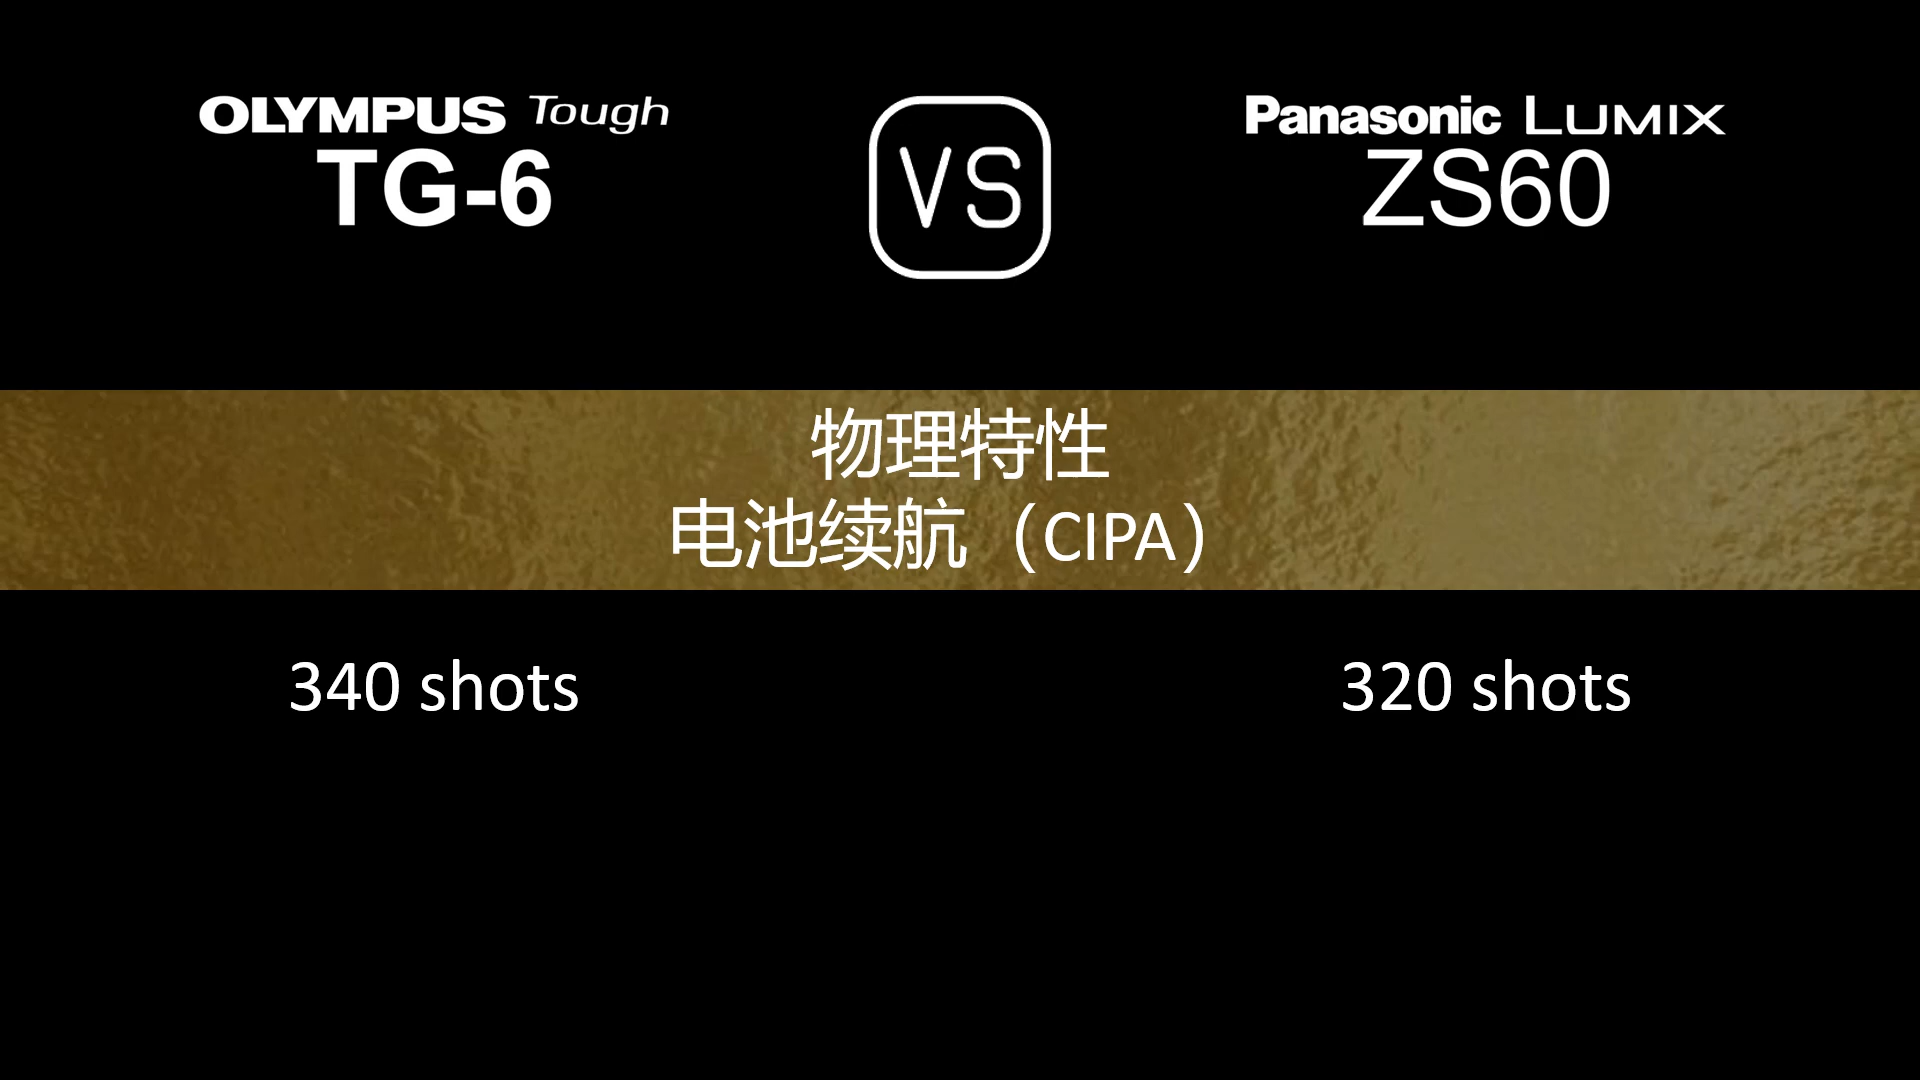 OLYMPUS Tough
TG-6
VS
Panasonic LUMIX
ZS60
物理特性
电池续航（CIPA）
340 shots
320 shots